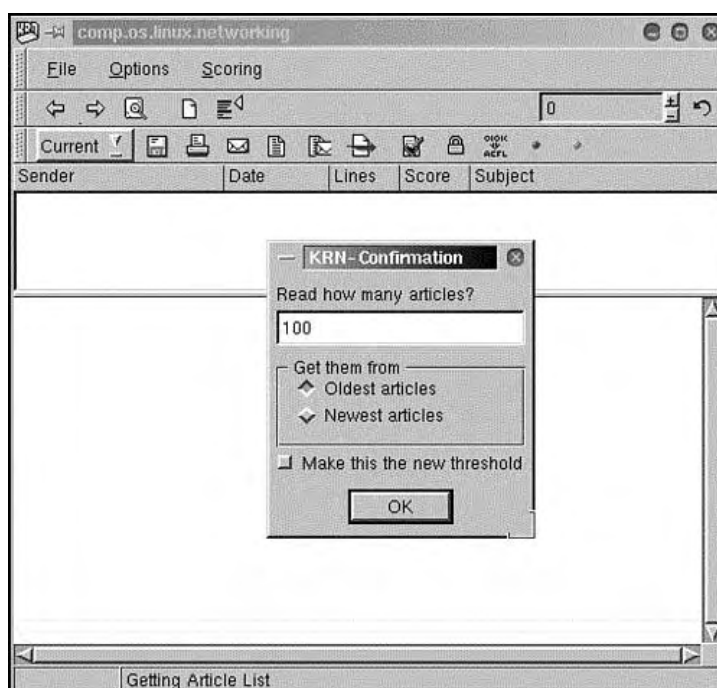 comp.os.linux.networking
File Options Scoring
0
Current
Sender Date Lines Score Subject
KRN-Confirmation
Read how many articles?
100
Get them from
Oldest articles
Newest articles
Make this the new threshold
OK
Getting Article List